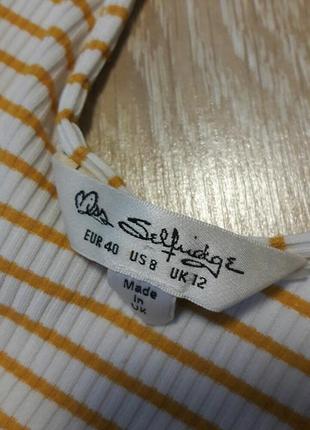 Miss Selfridge
EUR 40 US 8 UK 12
Made
in
UK